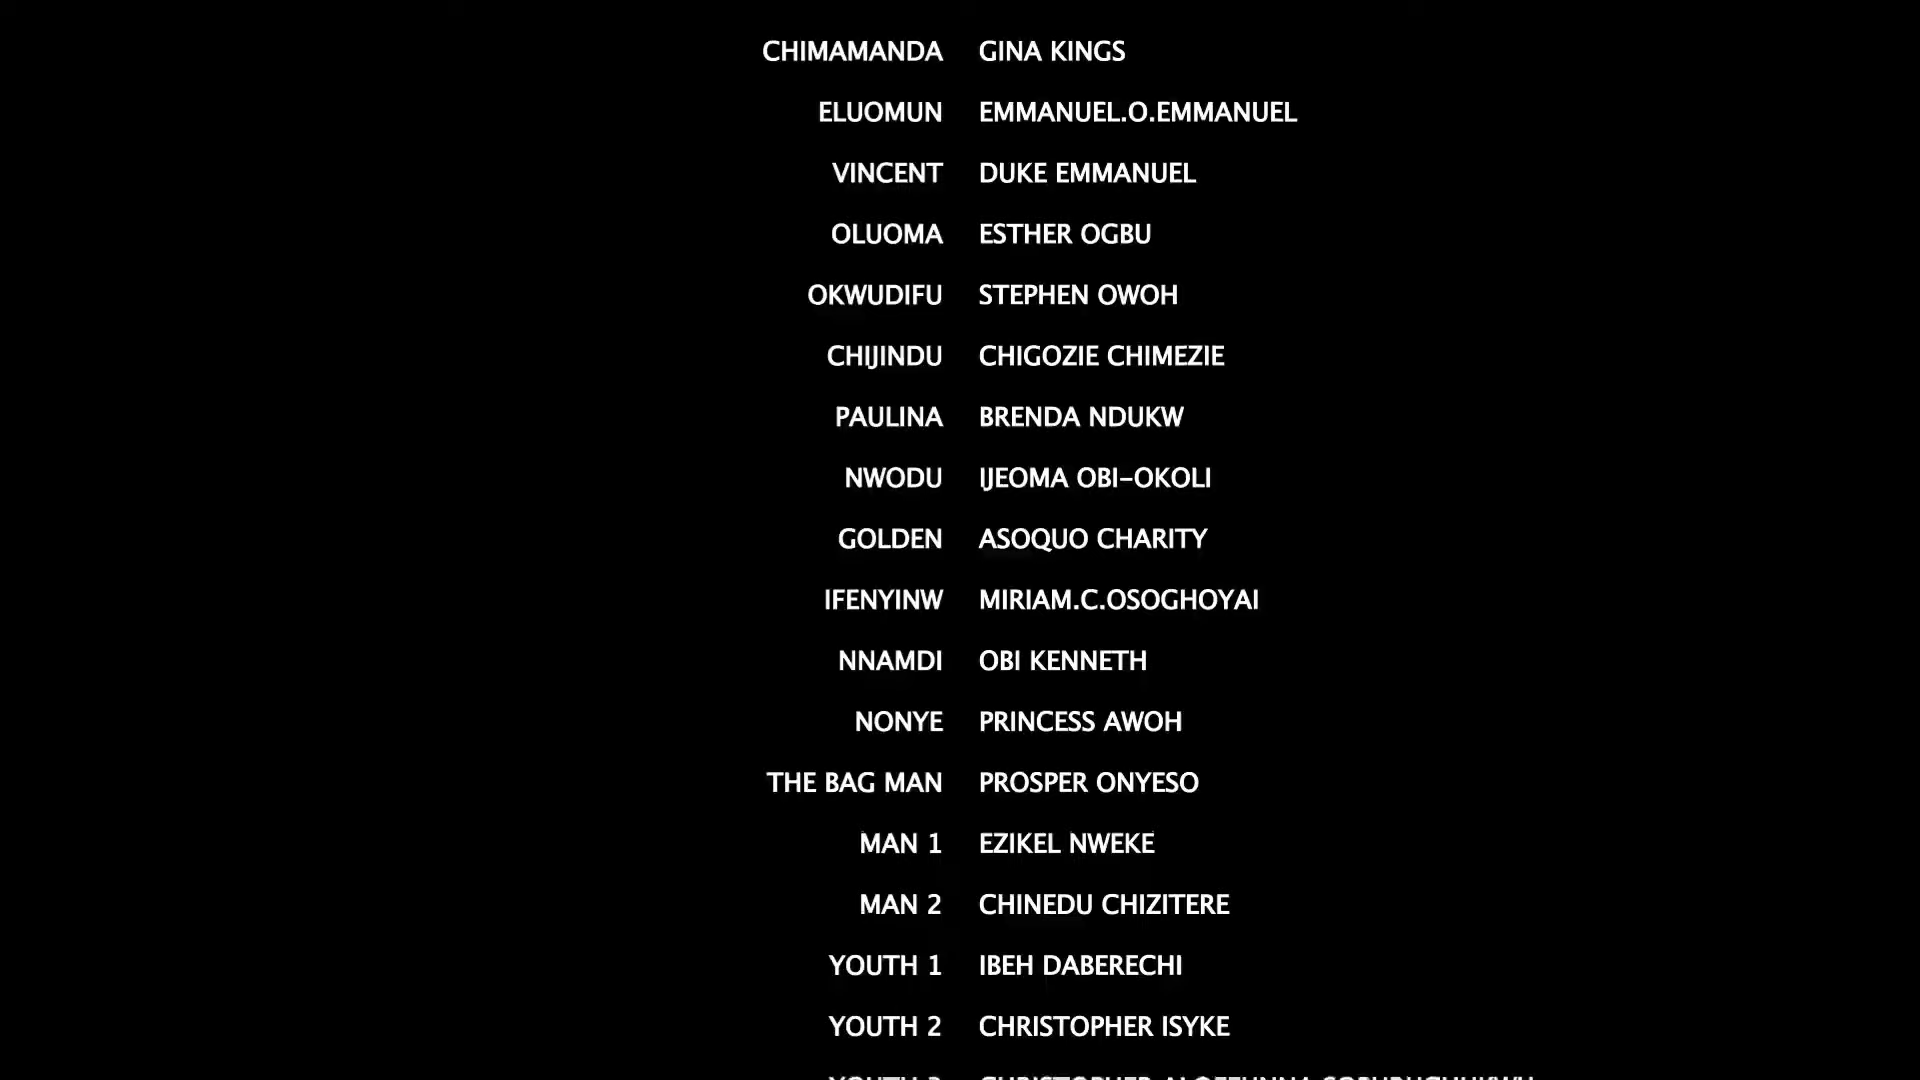 CHIMAMANDA GINA KINGS
ELUOMUN EMMANUEL.O.EMMANUEL
VINCENT DUKE EMMANUEL
OLUOMA ESTHER OGBU
OKWUDIFU STEPHEN OWOH
CHIJINDU CHIGOZIE CHIMEZIE
PAULINA BRENDA NDUKW
NWODU IJEOMA OBI-OKOLI
GOLDEN ASOQUO CHARITY
IFENYINW MIRIAM.C.OSOGHOYAI
NNAMDI OBI KENNETH
NONYE PRINCESS AWOH
THE BAG MAN PROSPER ONYESO
MAN 1 EZIKEL NWEKE
MAN 2 CHINEDU CHIZITERE
YOUTH 1 IBEH DABERECHI
YOUTH 2 CHRISTOPHER ISYKE